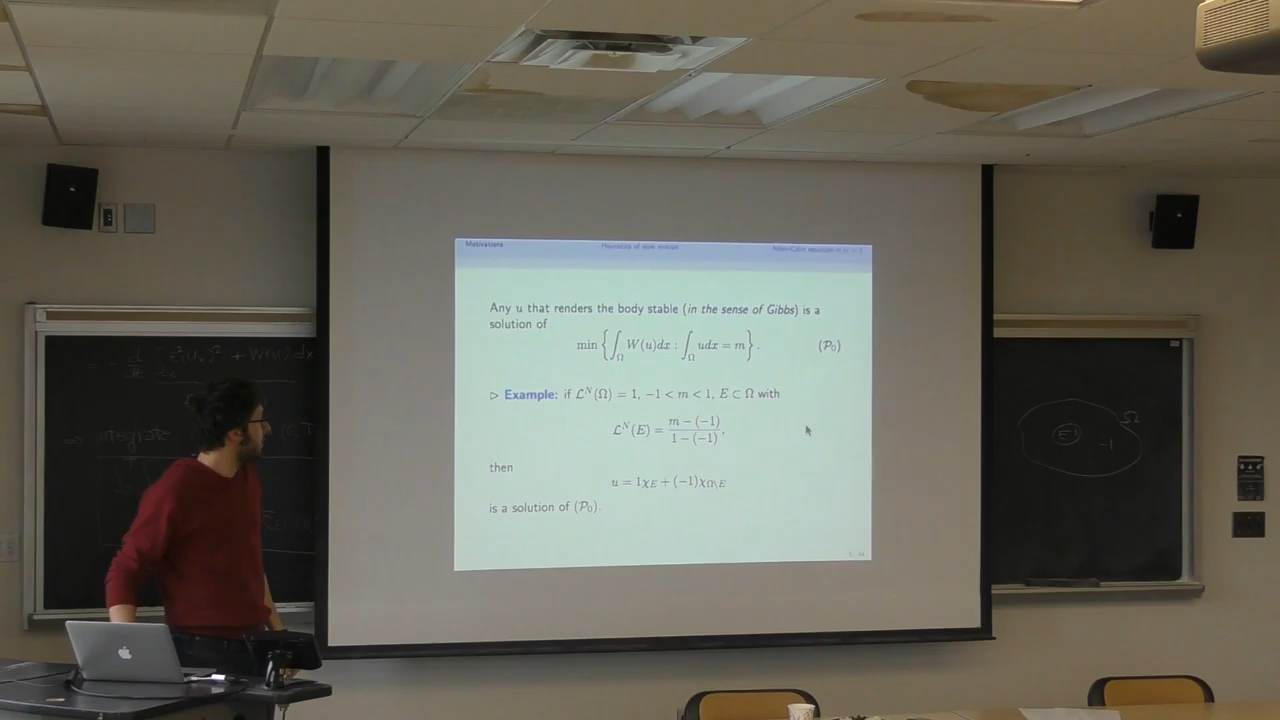 Motivations Heuristics of slow motion Allen-Cahn equation in n = 1
Any u that renders the body stable (in the sense of Gibbs) is a
solution of
min { ∫_Ω W(u)dx : ∫_Ω udx = m } . (P₀)
▷ Example: if L^N(Ω) = 1, −1 < m < 1, E ⊂ Ω with
L^N(E) = (m − (−1)) / (1 − (−1)),
then
u = 1χ_E + (−1)χ_{Ω\E}
is a solution of (P₀).
+ W(u) dx
⇒ integrate
Ω
E
-1